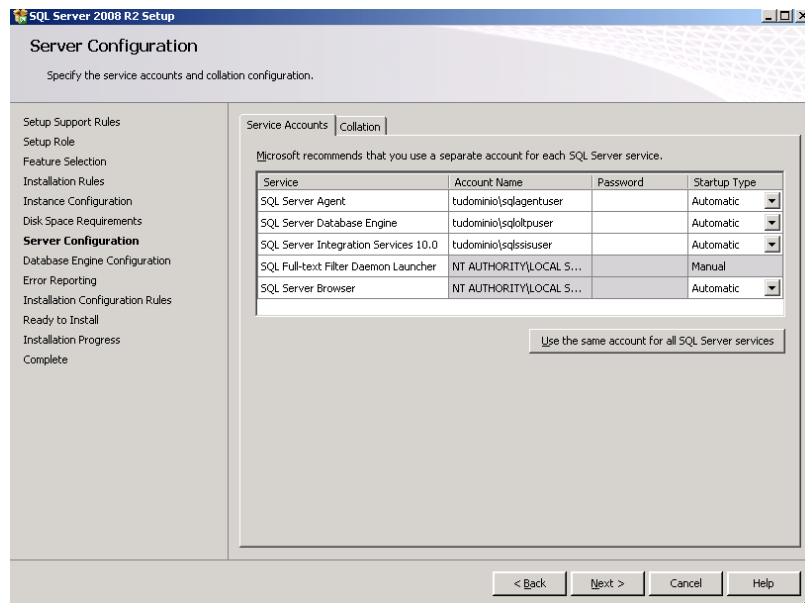 SQL Server 2008 R2 Setup
Server Configuration
Specify the service accounts and collation configuration.
Setup Support Rules
Setup Role
Feature Selection
Installation Rules
Instance Configuration
Disk Space Requirements
Server Configuration
Database Engine Configuration
Error Reporting
Installation Configuration Rules
Ready to Install
Installation Progress
Complete
Service Accounts Collation
Microsoft recommends that you use a separate account for each SQL Server service.
Service Account Name Password Startup Type
SQL Server Agent tudominio\sqlagentuser Automatic
SQL Server Database Engine tudominio\sqloltpuser Automatic
SQL Server Integration Services 10.0 tudominio\sqlssisuser Automatic
SQL Full-text Filter Daemon Launcher NT AUTHORITY\LOCAL S... Manual
SQL Server Browser NT AUTHORITY\LOCAL S... Automatic
Use the same account for all SQL Server services
< Back Next > Cancel Help